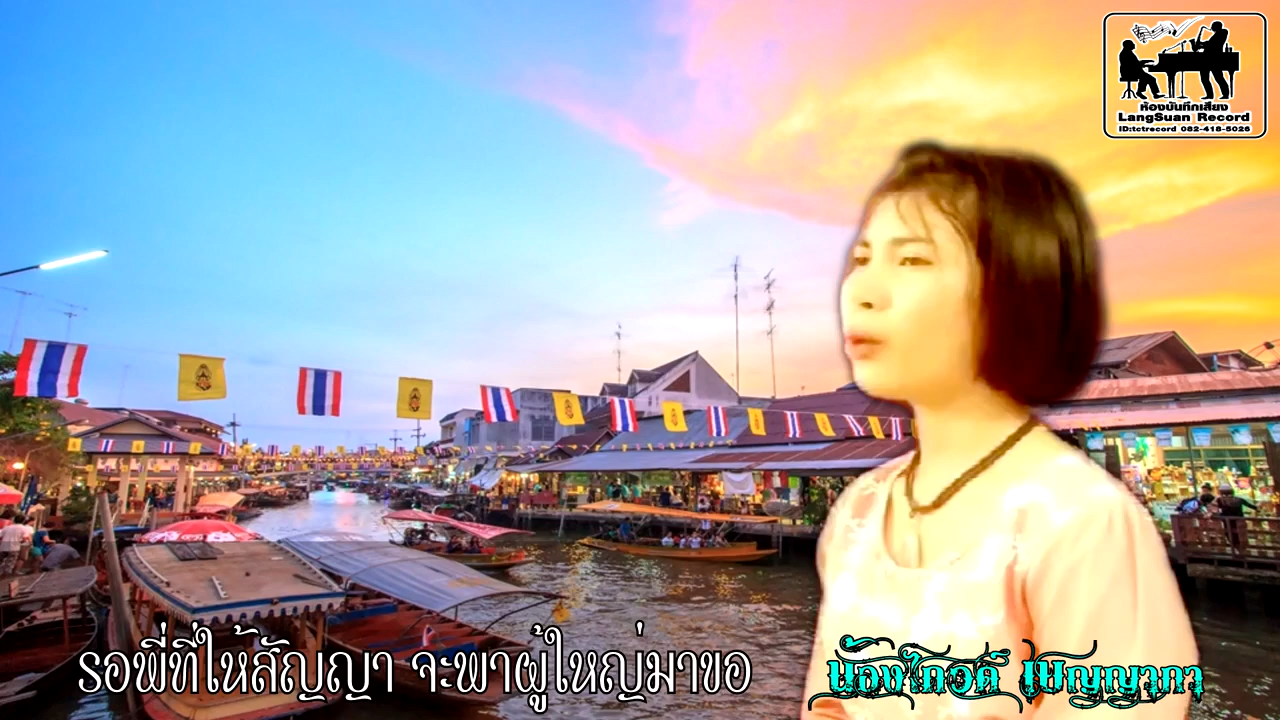 ห้องบันทึกเสียง
LangSuan Record
ID:tctrecord 082-418-5026
รอพี่ที่ให้สัญญา จะพาผู้ใหญ่มาขอ
น้องไกอดี้ เบญญาภา